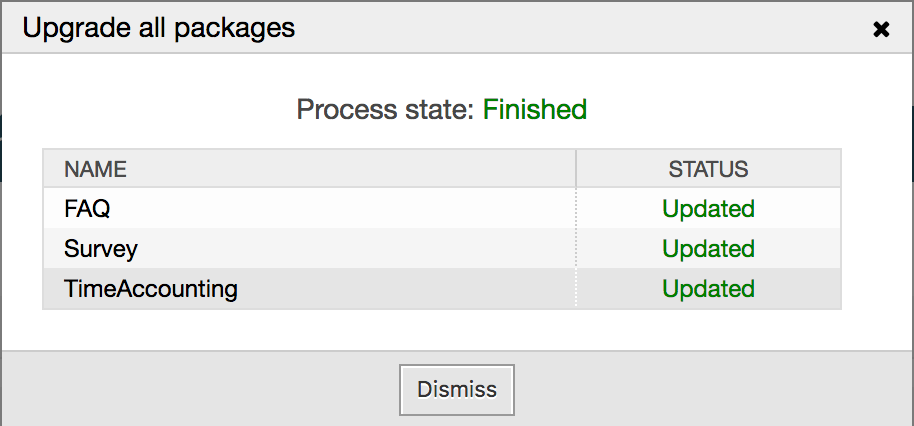 Upgrade all packages
Process state: Finished
NAME STATUS
FAQ Updated
Survey Updated
TimeAccounting Updated
Dismiss